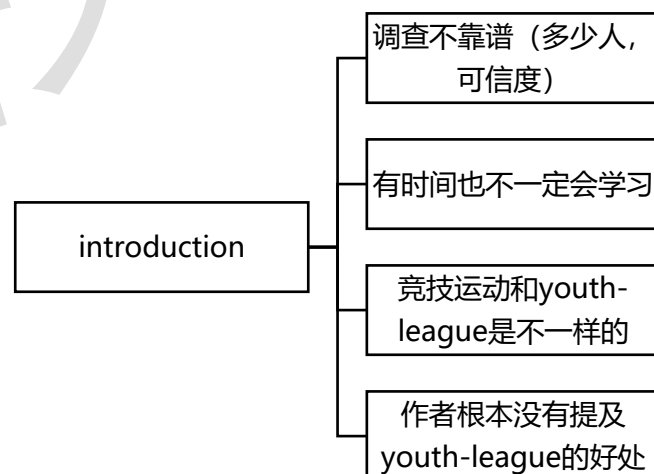 调查不靠谱（多少人，
可信度）
有时间也不一定会学习
introduction
竞技运动和youth-
league是不一样的
作者根本没有提及
youth-league的好处